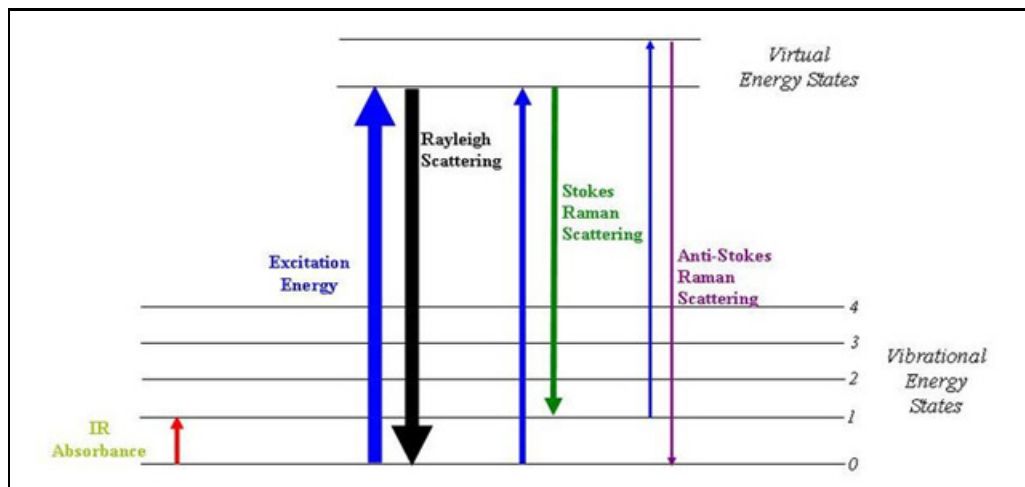 Virtual
Energy States
Rayleigh
Scattering
Stokes
Raman
Scattering
Excitation
Energy
Anti-Stokes
Raman
Scattering
4
3
2
1
0
Vibrational
Energy
States
IR
Absorbance